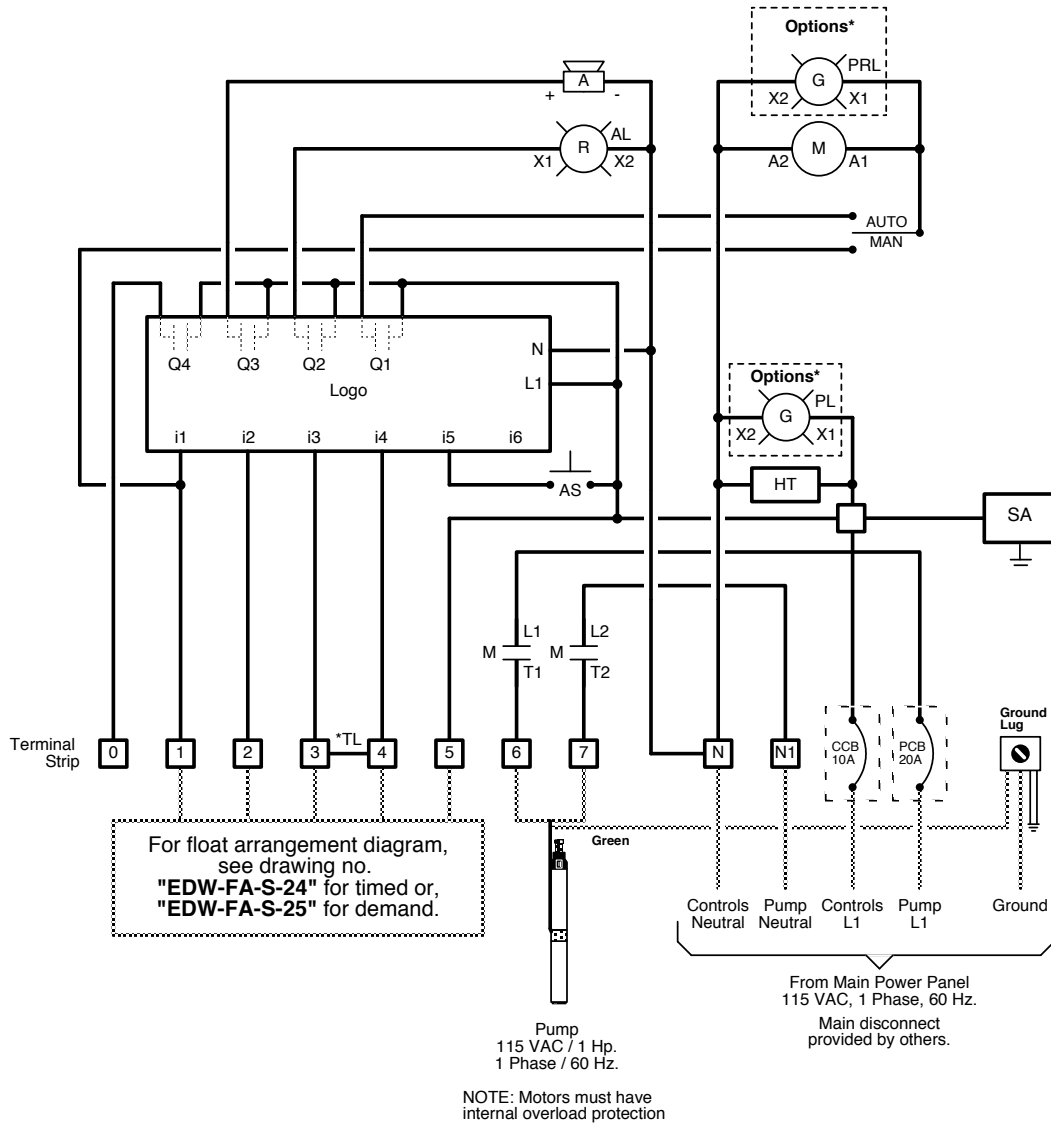 Options*
A
+ -
G
PRL
X2 X1
R
AL
X1 X2
M
A2 A1
AUTO
MAN
Q4 Q3 Q2 Q1
N
L1
Logo
i1 i2 i3 i4 i5 i6
Options*
G
PL
X2 X1
AS
HT
SA
L1 L2
M M
T1 T2
Terminal
Strip
0 1 2 3 *TL 4 5 6 7 N N1
CCB
10A
PCB
20A
Ground
Lug
For float arrangement diagram,
see drawing no.
"EDW-FA-S-24" for timed or,
"EDW-FA-S-25" for demand.
Green
Controls
Neutral
Pump
Neutral
Controls
L1
Pump
L1
Ground
From Main Power Panel
115 VAC, 1 Phase, 60 Hz.
Main disconnect
provided by others.
Pump
115 VAC / 1 Hp.
1 Phase / 60 Hz.
NOTE: Motors must have
internal overload protection